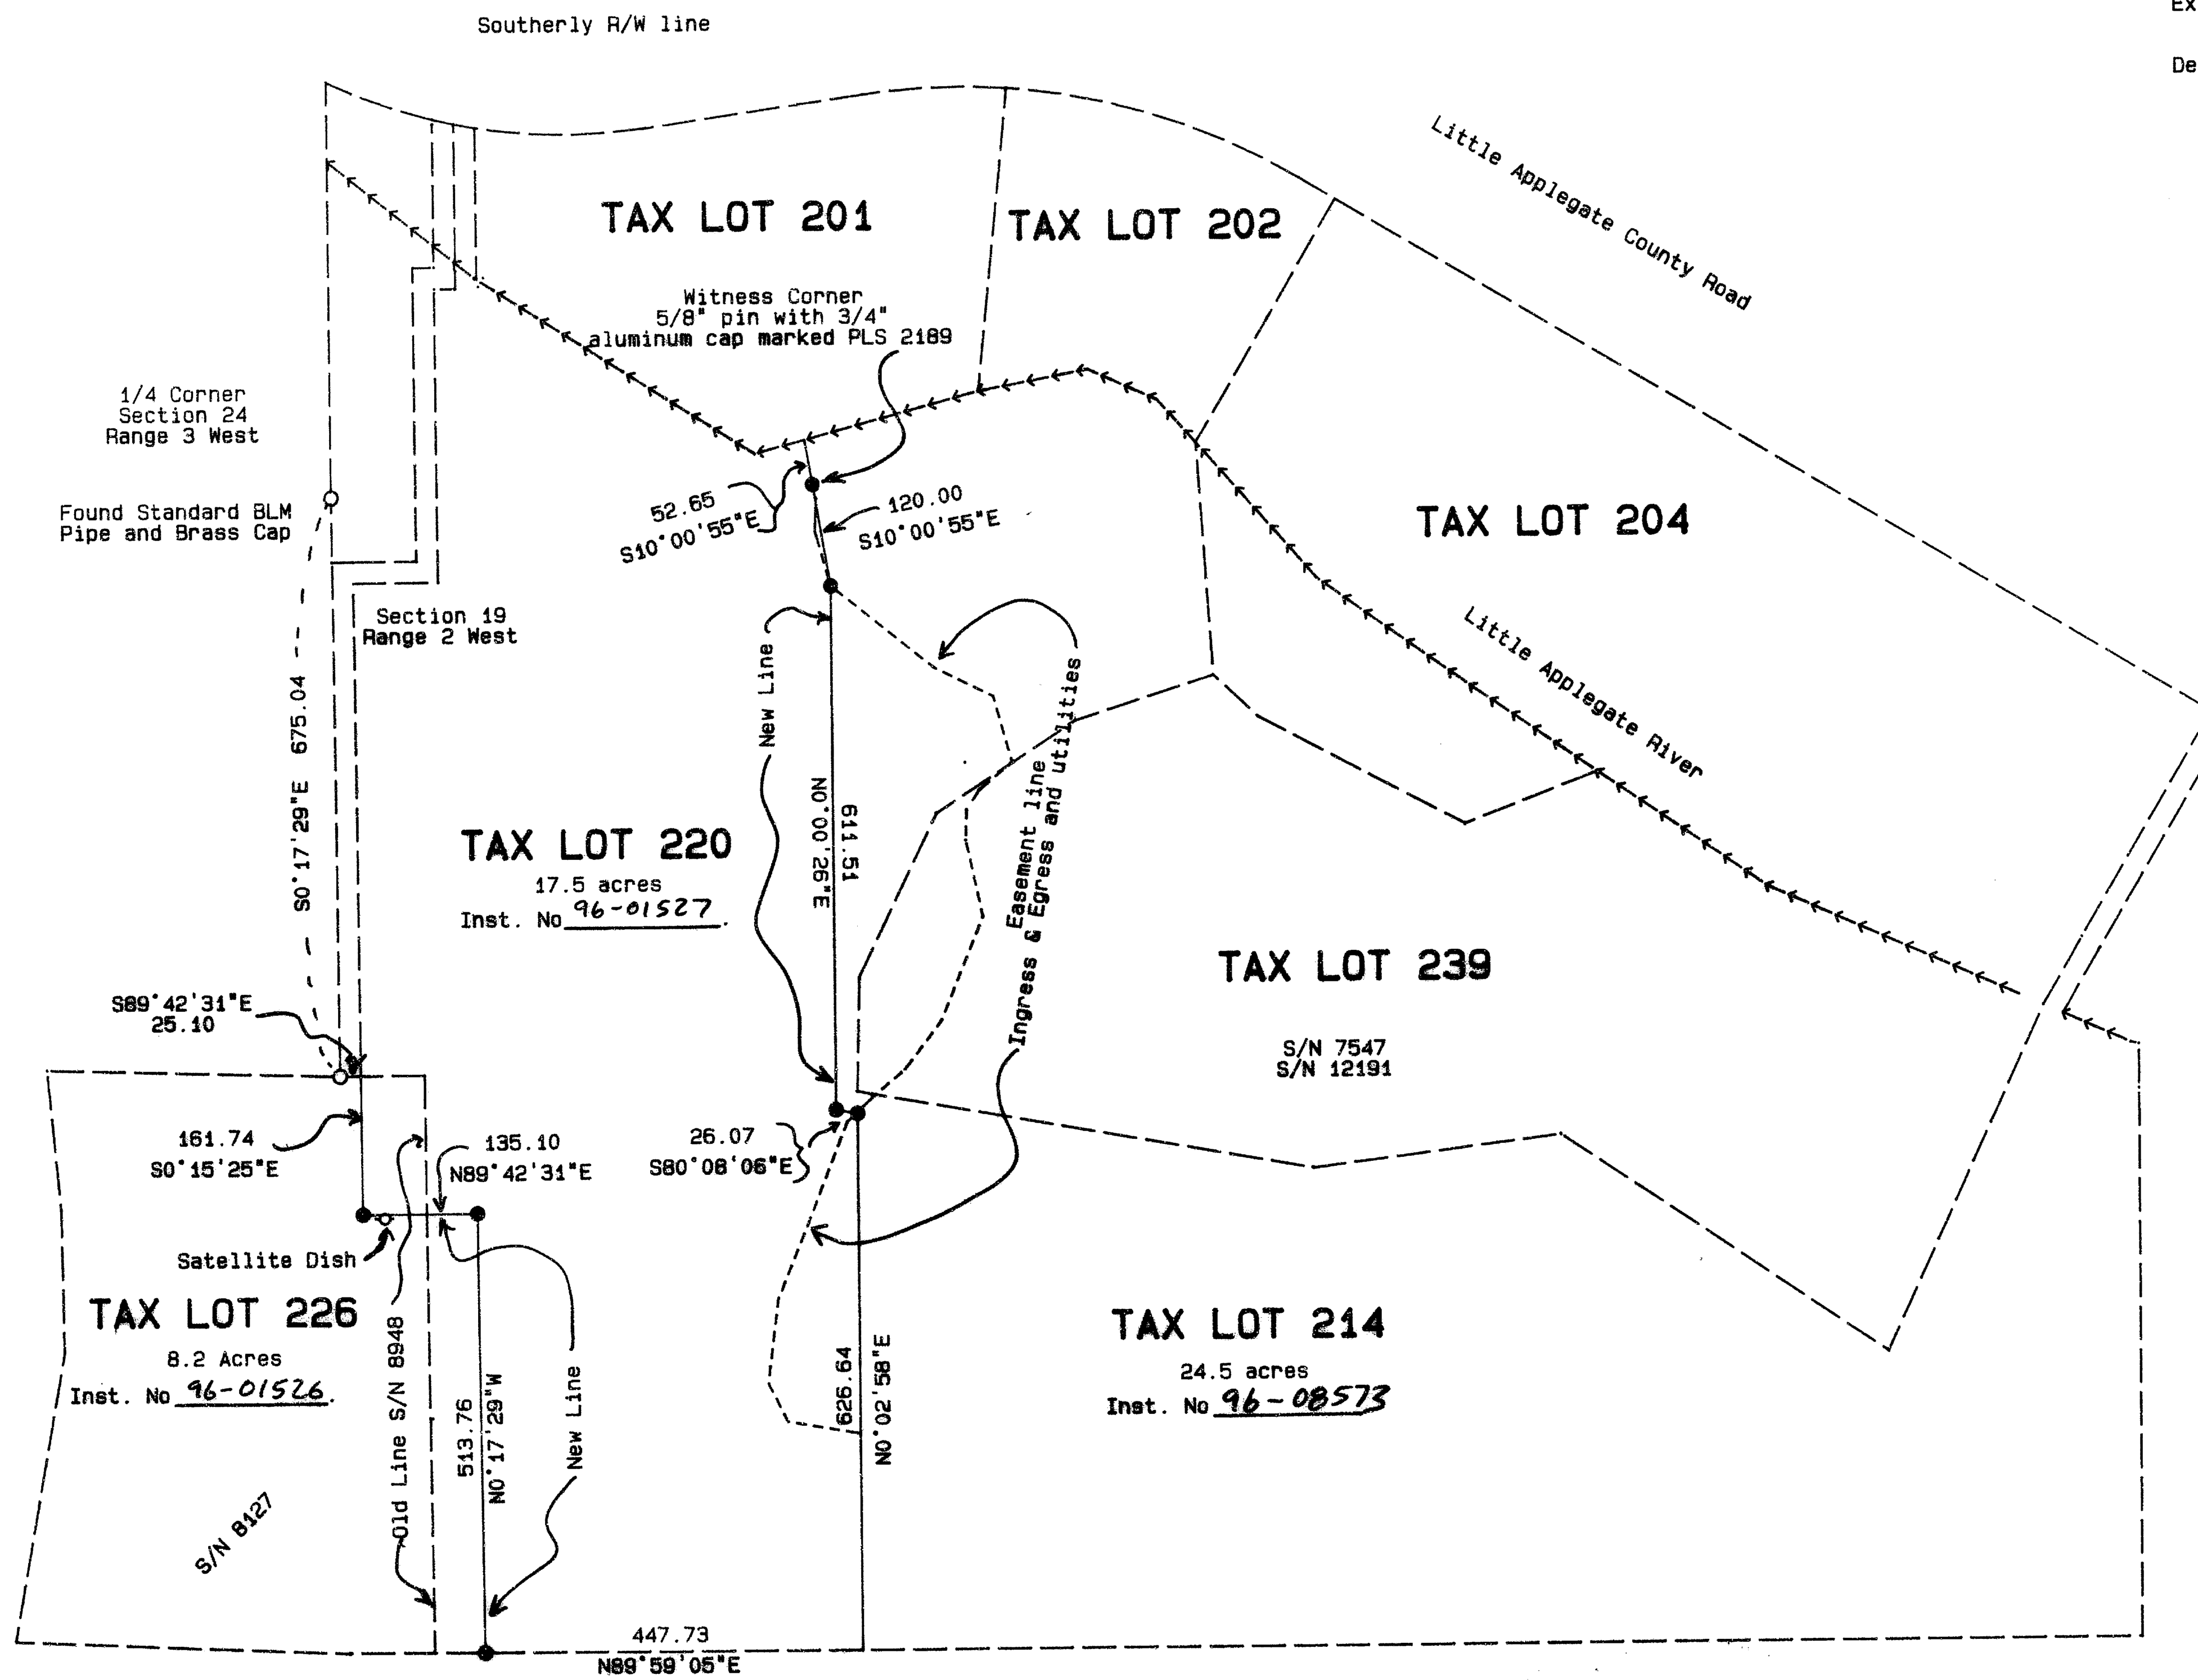 Southerly R/W line
Ex
De
Little Applegate County Road
TAX LOT 201
TAX LOT 202
Witness Corner
5/8" pin with 3/4"
aluminum cap marked PLS 2189
1/4 Corner
Section 24
Range 3 West
Found Standard BLM
Pipe and Brass Cap
52.65
S10°00'55"E
120.00
S10°00'55"E
TAX LOT 204
Section 19
Range 2 West
Little Applegate River
S0°17'29"E 675.04
New Line
N0°00'26"E
611.51
Easement line
Ingress & Egress and utilities
TAX LOT 220
17.5 acres
Inst. No 96-01527.
TAX LOT 239
S/N 7547
S/N 12191
S89°42'31"E
25.10
161.74
S0°15'25"E
135.10
N89°42'31"E
26.07
S80°08'06"E
Satellite Dish
TAX LOT 226
8.2 Acres
Inst. No 96-01526.
Old Line S/N 8948
513.76
N0°17'29"W
New Line
626.64
N0°02'58"E
TAX LOT 214
24.5 acres
Inst. No 96-08573
S/N 8127
447.73
N89°59'05"E